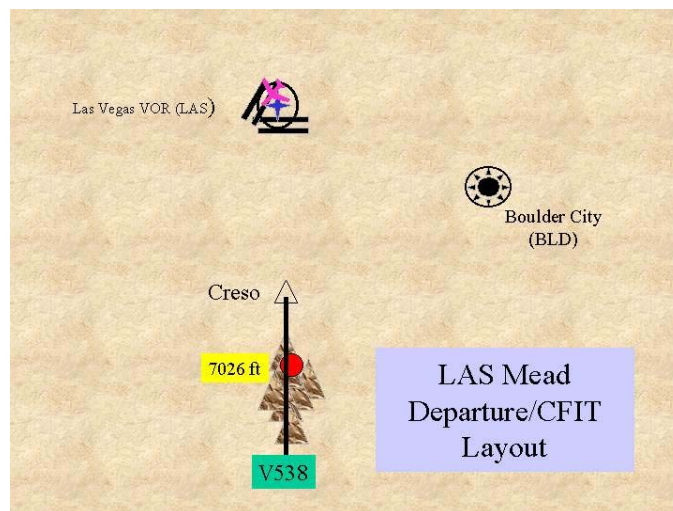 Las Vegas VOR (LAS)
Boulder City
(BLD)
Creso
7026 ft
LAS Mead
Departure/CFIT
Layout
V538